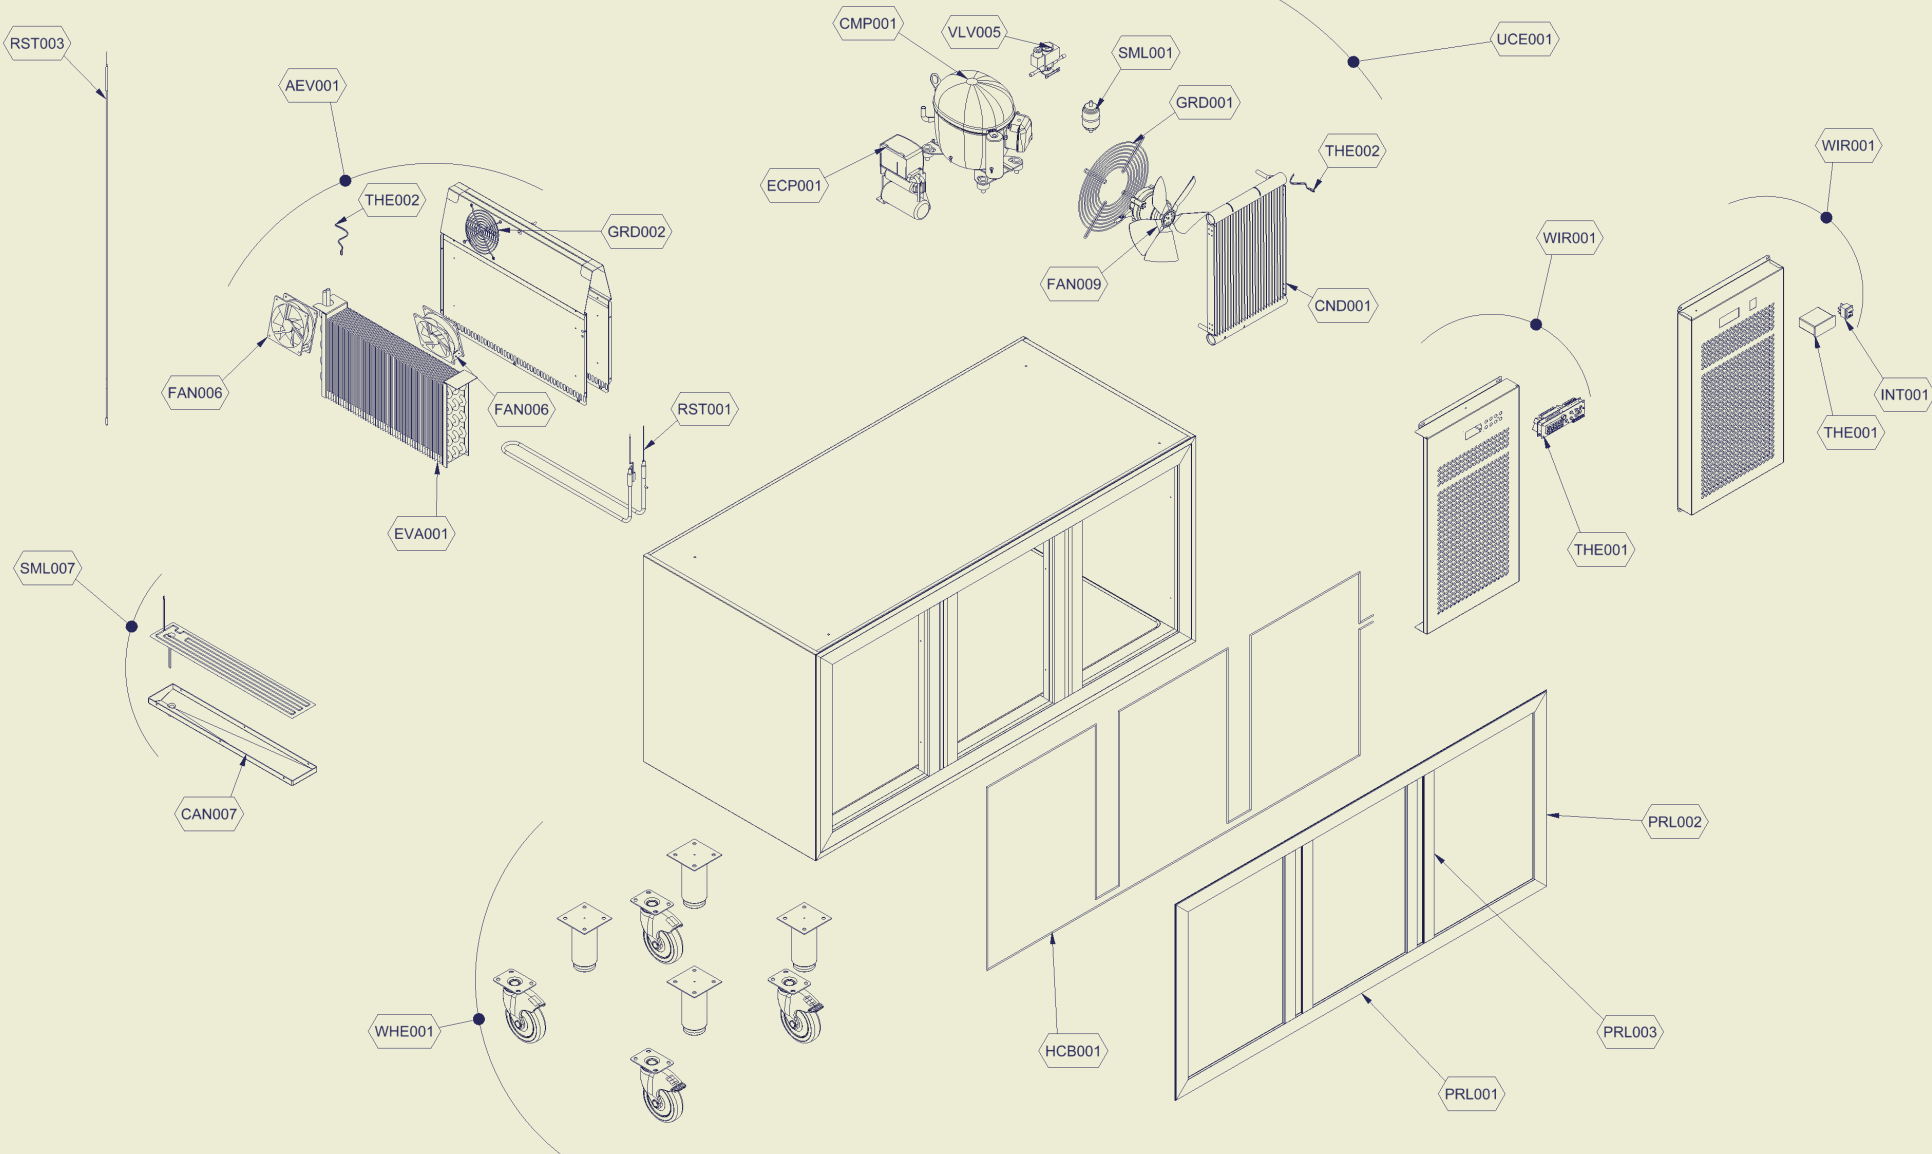 RST003
CMP001
VLV005
SML001
UCE001
AEV001
GRD001
WIR001
THE002
ECP001
THE002
GRD002
WIR001
FAN009
CND001
FAN006
FAN006
RST001
INT001
THE001
EVA001
THE001
SML007
CAN007
PRL002
WHE001
HCB001
PRL003
PRL001